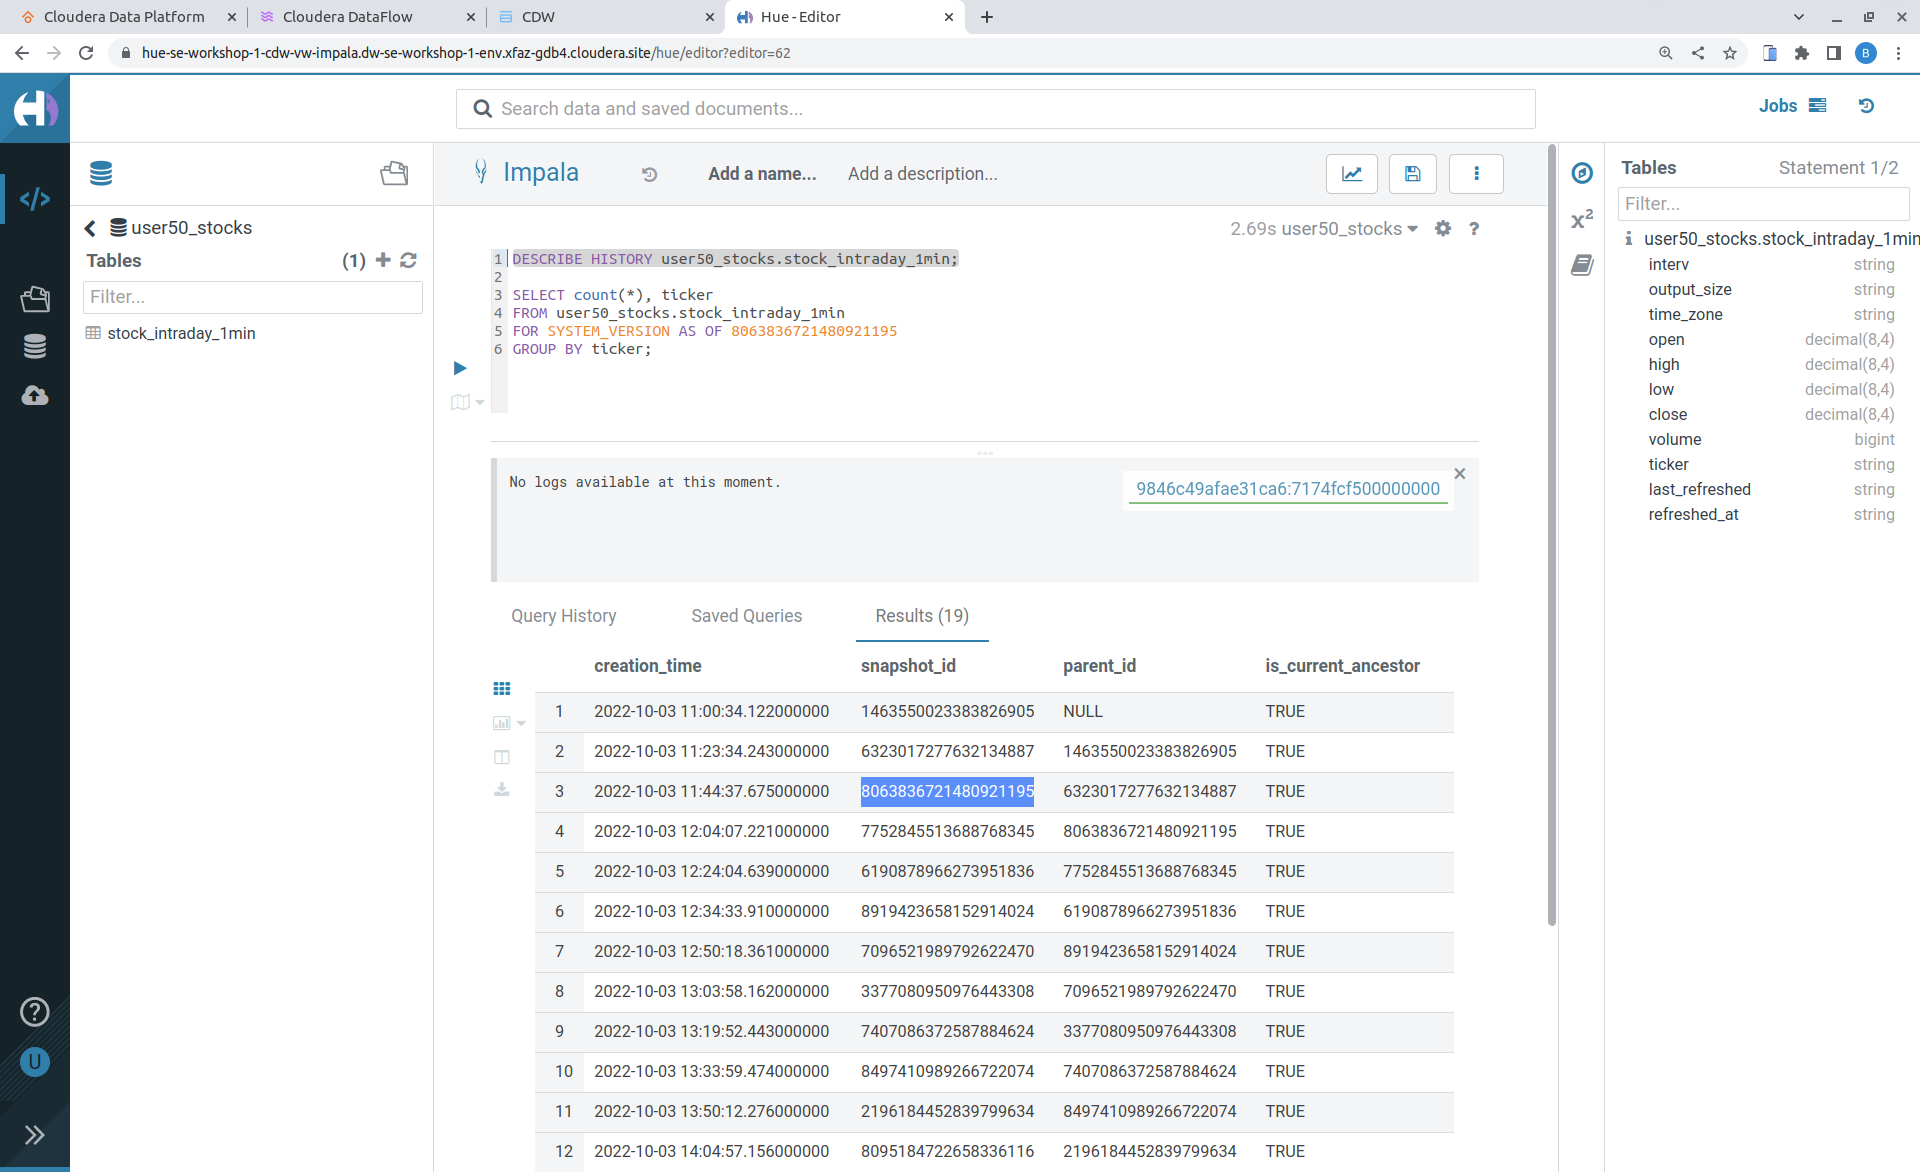 Cloudera Data Platform
Cloudera DataFlow
CDW
Hue - Editor
hue-se-workshop-1-cdw-vw-impala.dw-se-workshop-1-env.xfaz-gdb4.cloudera.site/hue/editor?editor=62
B
Search data and saved documents...
Jobs
user50_stocks
Tables (1)
Filter...
stock_intraday_1min
Impala
Add a name...
Add a description...
2.69s user50_stocks
?
1 DESCRIBE HISTORY user50_stocks.stock_intraday_1min;
2
3 SELECT count(*), ticker
4 FROM user50_stocks.stock_intraday_1min
5 FOR SYSTEM_VERSION AS OF 8063836721480921195
6 GROUP BY ticker;
No logs available at this moment.
9846c49afae31ca6:7174fcf500000000
Query History Saved Queries Results (19)
creation_time snapshot_id parent_id is_current_ancestor
1 2022-10-03 11:00:34.122000000 1463550023383826905 NULL TRUE
2 2022-10-03 11:23:34.243000000 6323017277632134887 1463550023383826905 TRUE
3 2022-10-03 11:44:37.675000000 8063836721480921195 6323017277632134887 TRUE
4 2022-10-03 12:04:07.221000000 7752845513688768345 8063836721480921195 TRUE
5 2022-10-03 12:24:04.639000000 6190878966273951836 7752845513688768345 TRUE
6 2022-10-03 12:34:33.910000000 8919423658152914024 6190878966273951836 TRUE
7 2022-10-03 12:50:18.361000000 7096521989792622470 8919423658152914024 TRUE
8 2022-10-03 13:03:58.162000000 3377080950976443308 7096521989792622470 TRUE
9 2022-10-03 13:19:52.443000000 7407086372587884624 3377080950976443308 TRUE
10 2022-10-03 13:33:59.474000000 8497410989266722074 7407086372587884624 TRUE
11 2022-10-03 13:50:12.276000000 2196184452839799634 8497410989266722074 TRUE
12 2022-10-03 14:04:57.156000000 8095184722658336116 2196184452839799634 TRUE
x²
Tables Statement 1/2
Filter...
user50_stocks.stock_intraday_1min
interv string
output_size string
time_zone string
open decimal(8,4)
high decimal(8,4)
low decimal(8,4)
close decimal(8,4)
volume bigint
ticker string
last_refreshed string
refreshed_at string
?
U